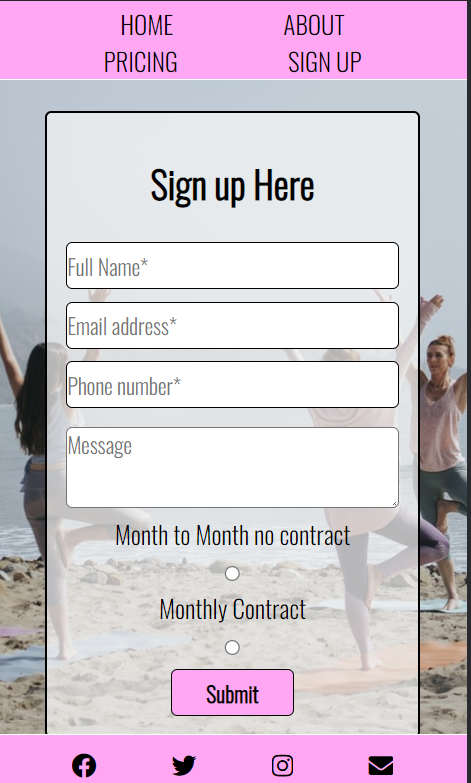 HOME ABOUT
PRICING SIGN UP
Sign up Here
Full Name*
Email address*
Phone number*
Message
Month to Month no contract
Monthly Contract
Submit